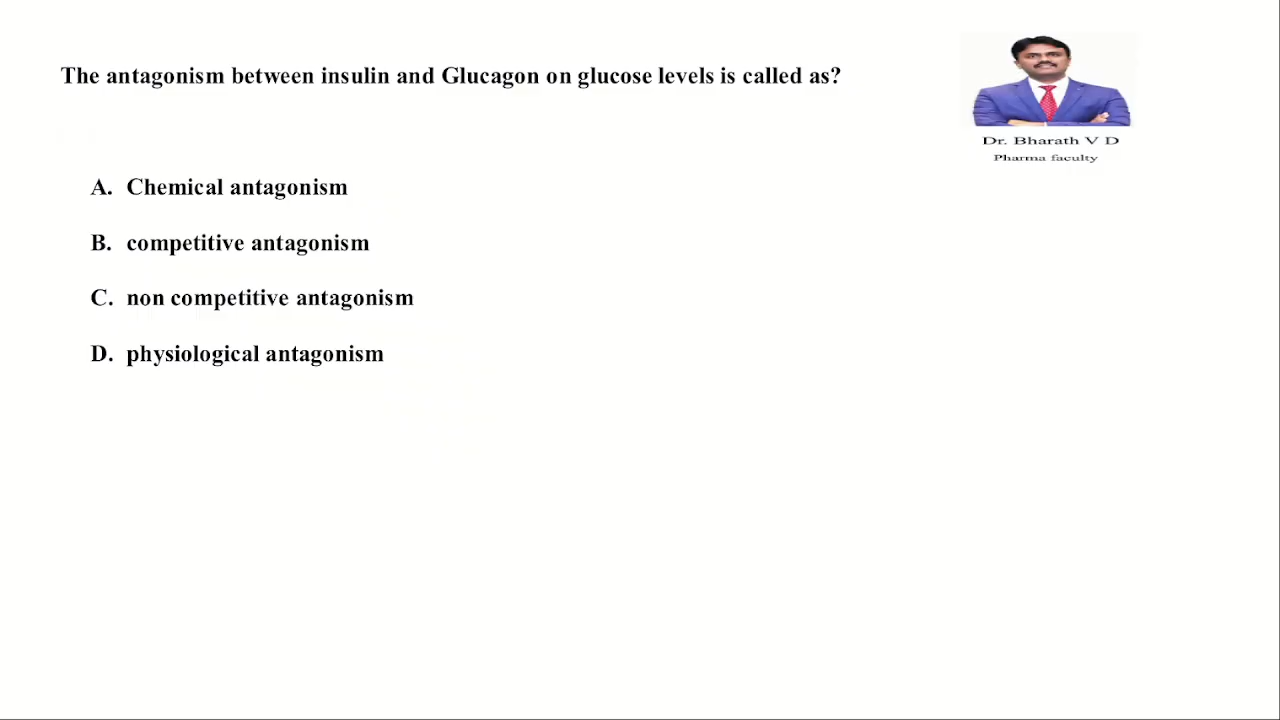 The antagonism between insulin and Glucagon on glucose levels is called as?
Dr. Bharath V D
Pharma faculty
A. Chemical antagonism
B. competitive antagonism
C. non competitive antagonism
D. physiological antagonism